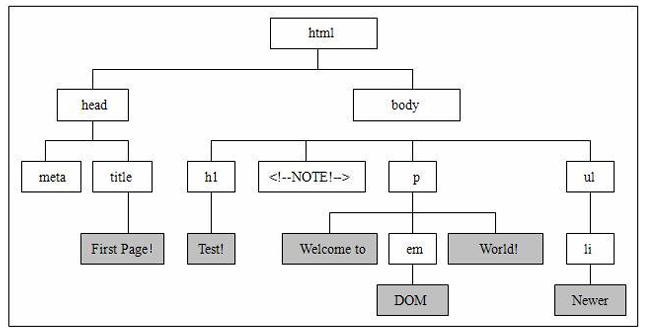 html
head
body
meta
title
h1
<!--NOTE!-->
p
ul
First Page!
Test!
Welcome to
em
World!
li
DOM
Newer